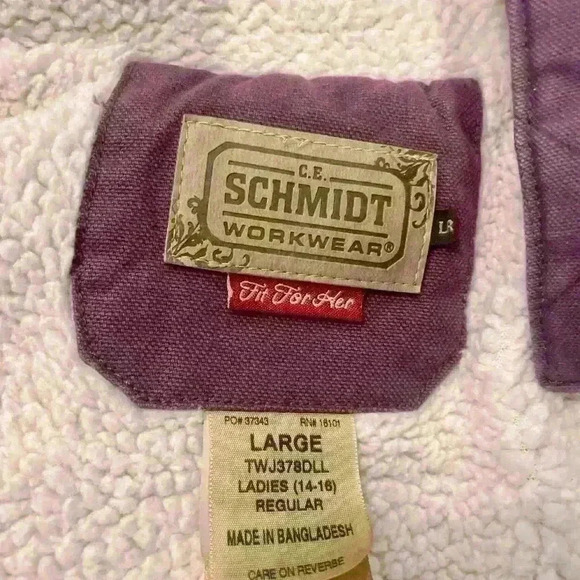 C.E.
SCHMIDT
WORKWEAR®
Fit For Her
PO# 37343 RN# 16101
LARGE
TWJ378DLL
LADIES (14-16)
REGULAR
MADE IN BANGLADESH
CARE ON REVERSE